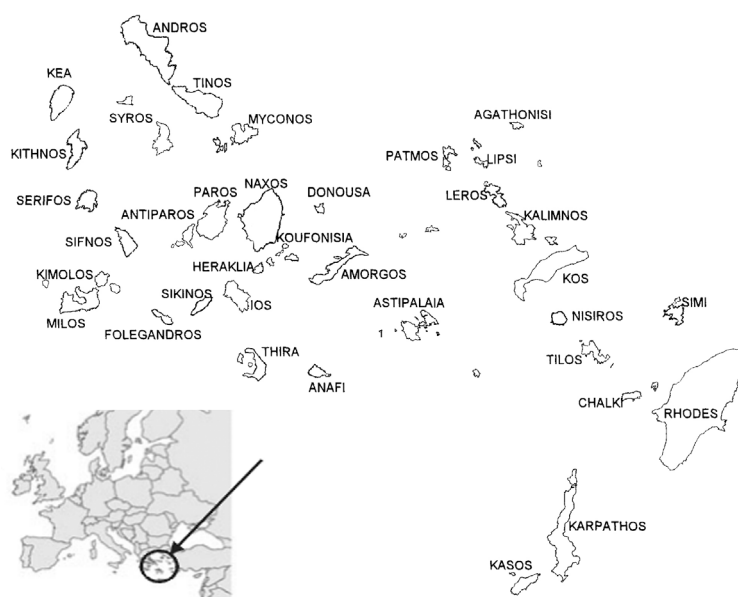 ANDROS
KEA
TINOS
SYROS
MYCONOS
AGATHONISI
KITHNOS
PATMOS
LIPSI
SERIFOS
PAROS
NAXOS
DONOUSA
LEROS
ANTIPAROS
KALIMNOS
SIFNOS
KOUFONISIA
KIMOLOS
HERAKLIA
AMORGOS
KOS
SIKINOS
IOS
ASTIPALAIA
SIMI
MILOS
FOLEGANDROS
NISIROS
THIRA
TILOS
ANAFI
CHALKI
RHODES
KARPATHOS
KASOS